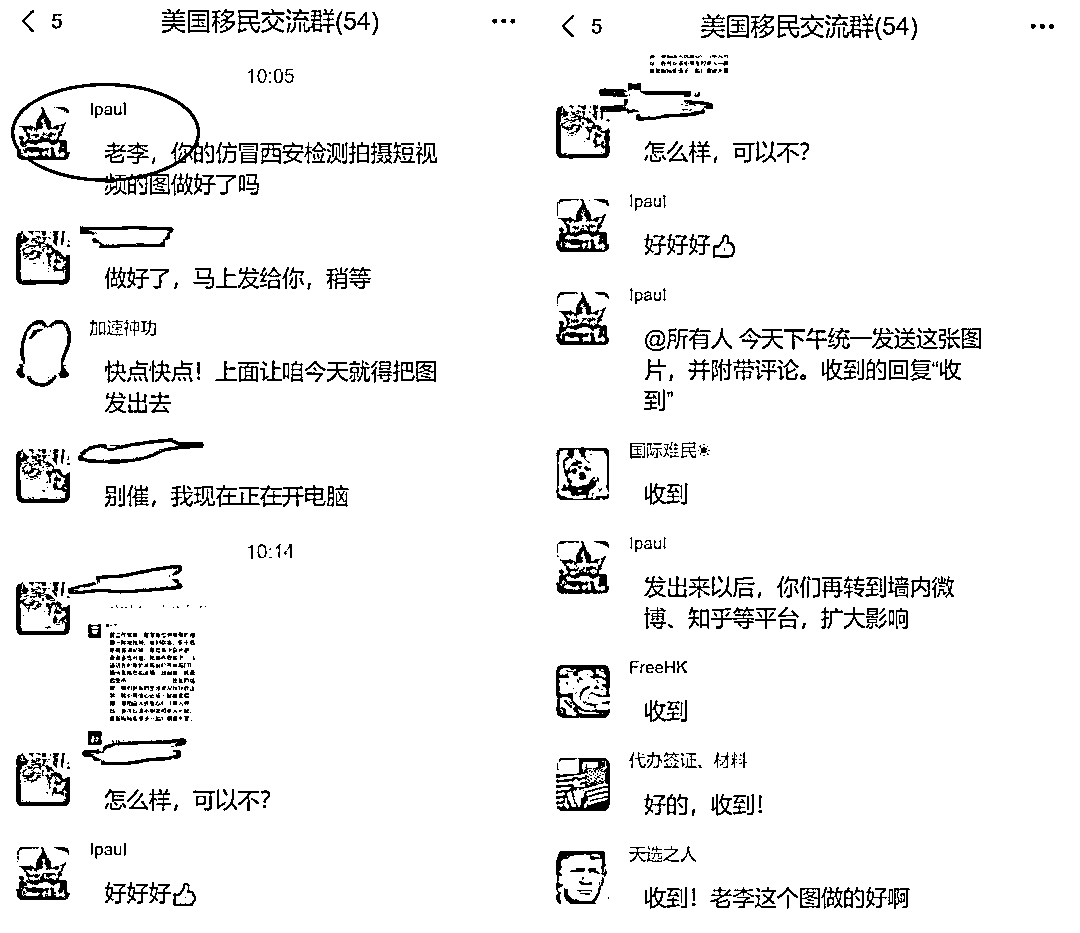 5
美国移民交流群(54)
10:05
lpaul
老李，你的仿冒西安检测拍摄短视
频的图做好了吗
做好了，马上发给你，稍等
加速神功
快点快点！上面让咱今天就得把图
发出去
别催，我现在正在开电脑
10:14
怎么样，可以不？
lpaul
好好好
5
美国移民交流群(54)
怎么样，可以不？
lpaul
好好好
lpaul
@所有人 今天下午统一发送这张图
片，并附带评论。收到的回复“收
到”
国际难民
收到
lpaul
发出来以后，你们再转到墙内微
博、知乎等平台，扩大影响
FreeHK
收到
代办签证、材料
好的，收到！
天选之人
收到！老李这个图做的好啊